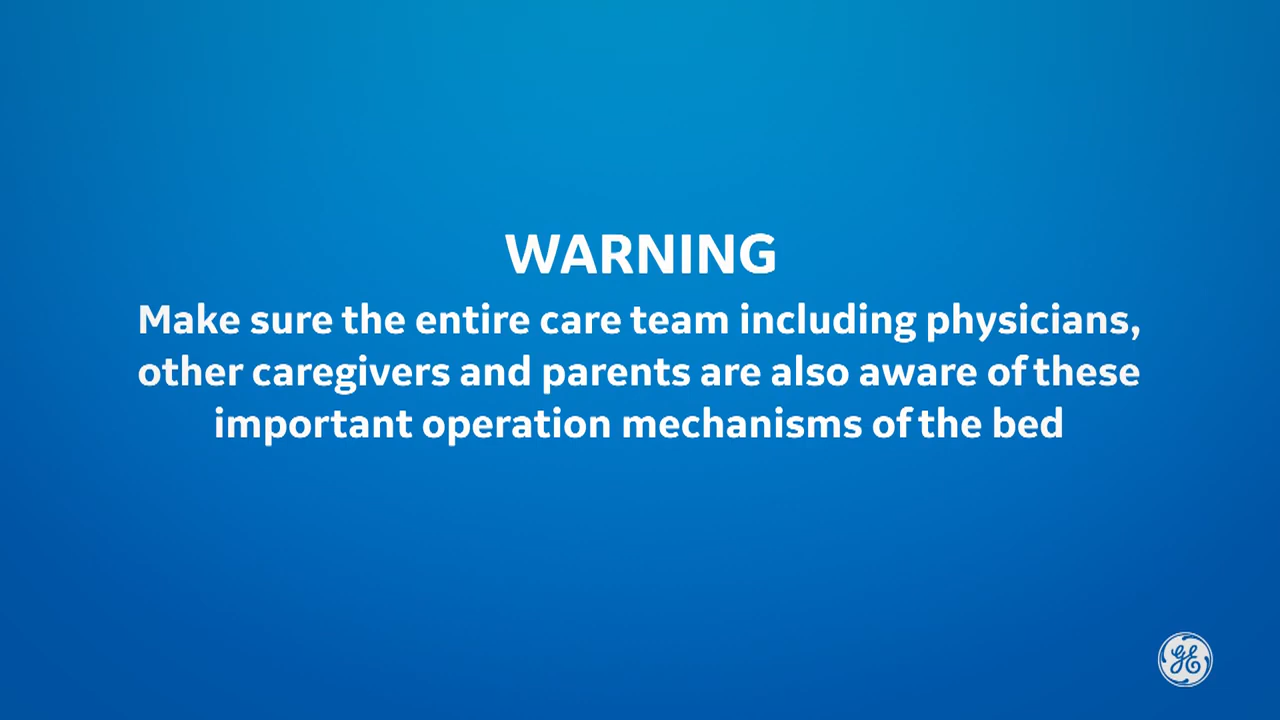 WARNING
Make sure the entire care team including physicians,
other caregivers and parents are also aware of these
important operation mechanisms of the bed
GE